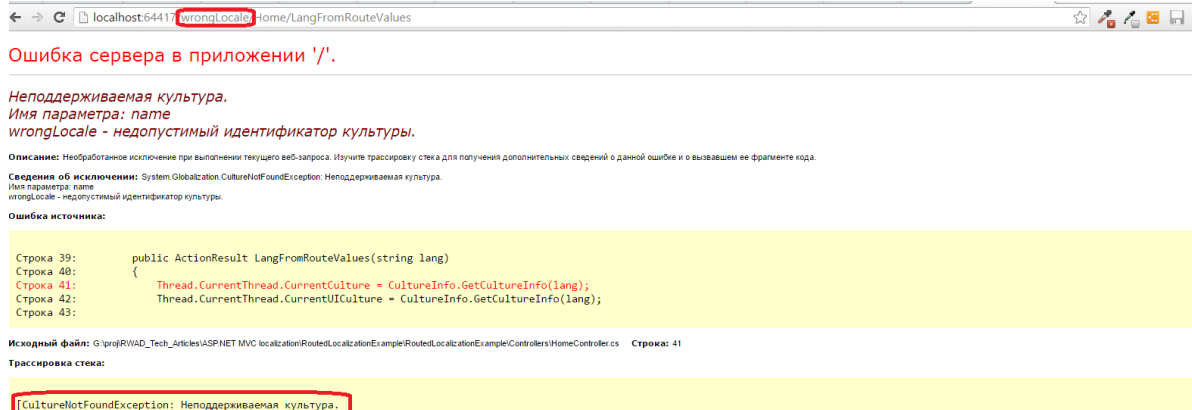 localhost:64417/wrongLocale/Home/LangFromRouteValues
Ошибка сервера в приложении '/'.
Неподдерживаемая культура.
Имя параметра: name
wrongLocale - недопустимый идентификатор культуры.
Описание: Необработанное исключение при выполнении текущего веб-запроса. Изучите трассировку стека для получения дополнительных сведений о данной ошибке и о вызвавшем ее фрагменте кода.
Сведения об исключении: System.Globalization.CultureNotFoundException: Неподдерживаемая культура.
Имя параметра: name
wrongLocale - недопустимый идентификатор культуры.
Ошибка источника:
Строка 39: public ActionResult LangFromRouteValues(string lang)
Строка 40: {
Строка 41: Thread.CurrentThread.CurrentCulture = CultureInfo.GetCultureInfo(lang);
Строка 42: Thread.CurrentThread.CurrentUICulture = CultureInfo.GetCultureInfo(lang);
Строка 43:
Исходный файл: G:\proj\RWAD_Tech_Articles\ASP.NET MVC localization\RoutedLocalizationExample\RoutedLocalizationExample\Controllers\HomeController.cs Строка: 41
Трассировка стека:
[CultureNotFoundException: Неподдерживаемая культура.